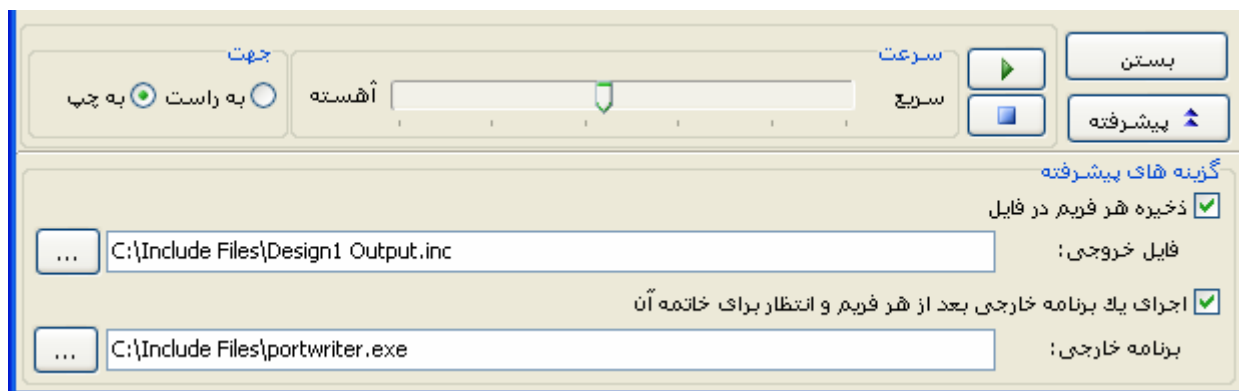 بستن
سرعت
جهت
سریع
آهسته
به راست
به چپ
پیشرفته
گزینه های پیشرفته
ذخیره هر فریم در فایل
فایل خروجی:
C:\Include Files\Design1 Output.inc
...
اجرای یك برنامه خارجی بعد از هر فریم و انتظار برای خاتمه آن
برنامه خارجی:
C:\Include Files\portwriter.exe
...